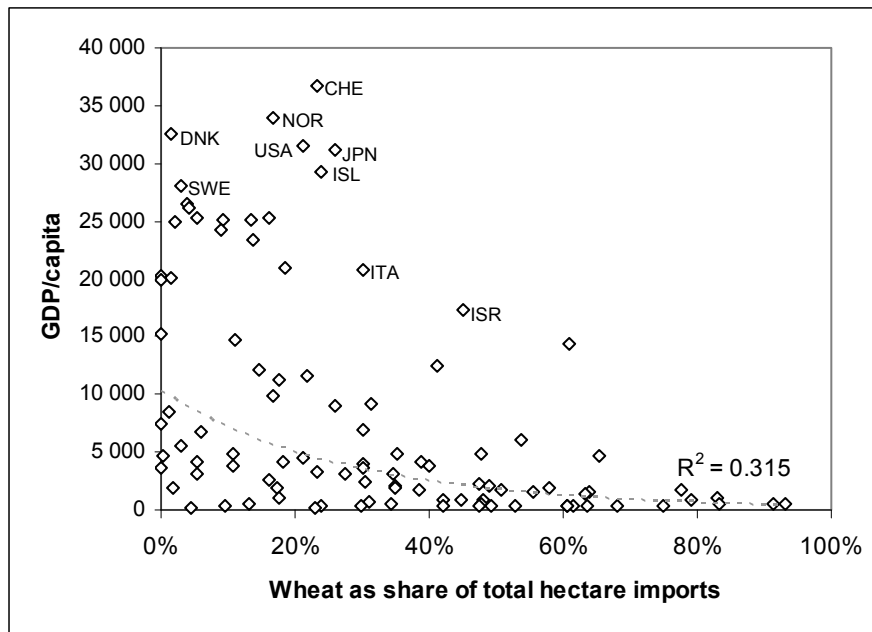 40 000
35 000
30 000
25 000
20 000
15 000
10 000
5 000
0
GDP/capita
CHE
NOR
DNK
USA
JPN
ISL
SWE
ITA
ISR
R² = 0.315
0% 20% 40% 60% 80% 100%
Wheat as share of total hectare imports